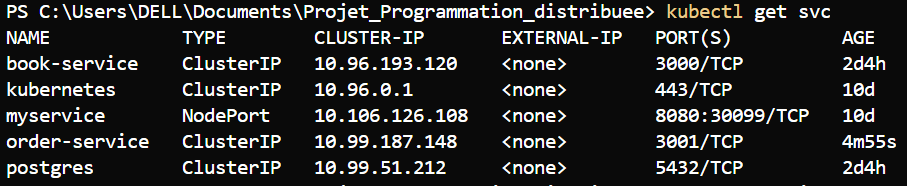 PS C:\Users\DELL\Documents\Projet_Programmation_distribuee> kubectl get svc
NAME TYPE CLUSTER-IP EXTERNAL-IP PORT(S) AGE
book-service ClusterIP 10.96.193.120 <none> 3000/TCP 2d4h
kubernetes ClusterIP 10.96.0.1 <none> 443/TCP 10d
myservice NodePort 10.106.126.108 <none> 8080:30099/TCP 10d
order-service ClusterIP 10.99.187.148 <none> 3001/TCP 4m55s
postgres ClusterIP 10.99.51.212 <none> 5432/TCP 2d4h